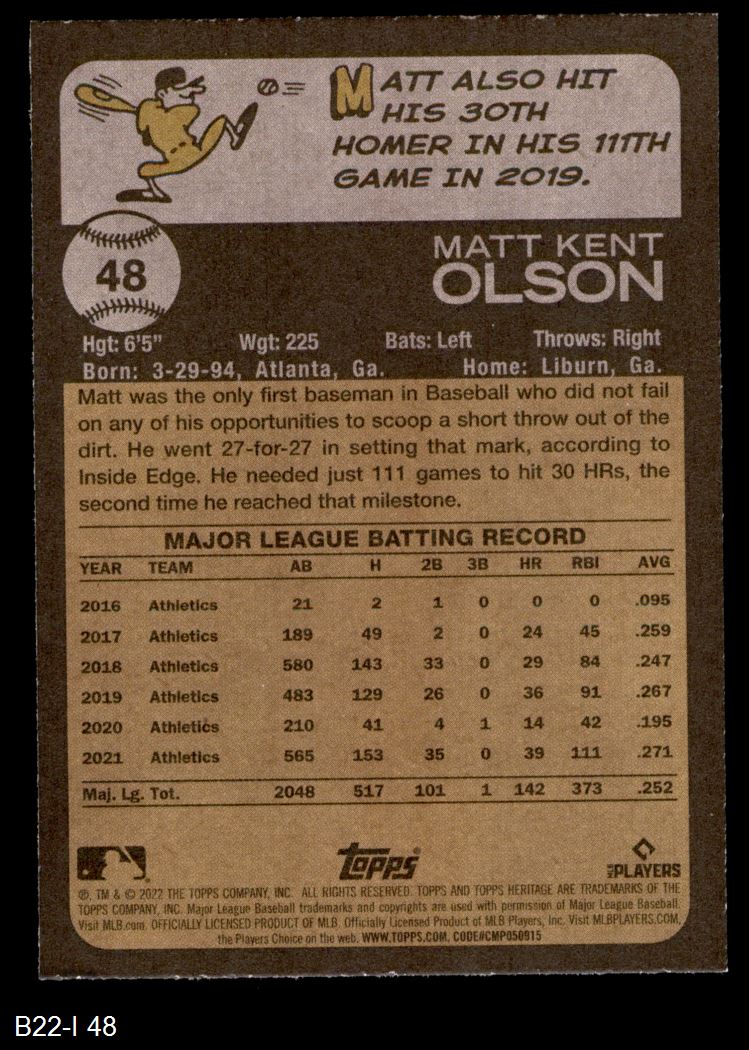 MATT ALSO HIT
HIS 30TH
HOMER IN HIS 111TH
GAME IN 2019.
48
MATT KENT
OLSON
Hgt: 6'5" Wgt: 225 Bats: Left Throws: Right
Born: 3-29-94, Atlanta, Ga. Home: Liburn, Ga.
Matt was the only first baseman in Baseball who did not fail
on any of his opportunities to scoop a short throw out of the
dirt. He went 27-for-27 in setting that mark, according to
Inside Edge. He needed just 111 games to hit 30 HRs, the
second time he reached that milestone.
MAJOR LEAGUE BATTING RECORD
YEAR TEAM AB H 2B 3B HR RBI AVG
2016 Athletics 21 2 1 0 0 0 .095
2017 Athletics 189 49 2 0 24 45 .259
2018 Athletics 580 143 33 0 29 84 .247
2019 Athletics 483 129 26 0 36 91 .267
2020 Athletics 210 41 4 1 14 42 .195
2021 Athletics 565 153 35 0 39 111 .271
Maj. Lg. Tot. 2048 517 101 1 142 373 .252
Topps
MLB PLAYERS
®, TM & © 2022 THE TOPPS COMPANY, INC. ALL RIGHTS RESERVED. TOPPS AND TOPPS HERITAGE ARE TRADEMARKS OF THE
TOPPS COMPANY, INC. Major League Baseball trademarks and copyrights are used with permission of Major League Baseball.
Visit MLB.com. OFFICIALLY LICENSED PRODUCT OF MLB Officially Licensed Product of MLB Players, Inc. Visit MLBPLAYERS.COM,
the Players Choice on the web. WWW.TOPPS.COM. CODE#CMP050915
B22-I 48